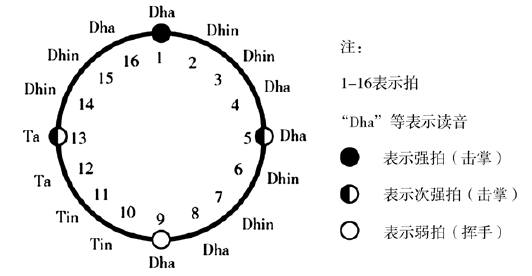 Dha
Dhin
Dhin
Dha
Dha
Dhin
Dhin
Dha
Dha
Tin
Tin
Ta
Ta
Dhin
Dhin
Dha
1
2
3
4
5
6
7
8
9
10
11
12
13
14
15
16
注：
1-16表示拍
“Dha”等表示读音
表示强拍（击掌）
表示次强拍（击掌）
表示弱拍（挥手）